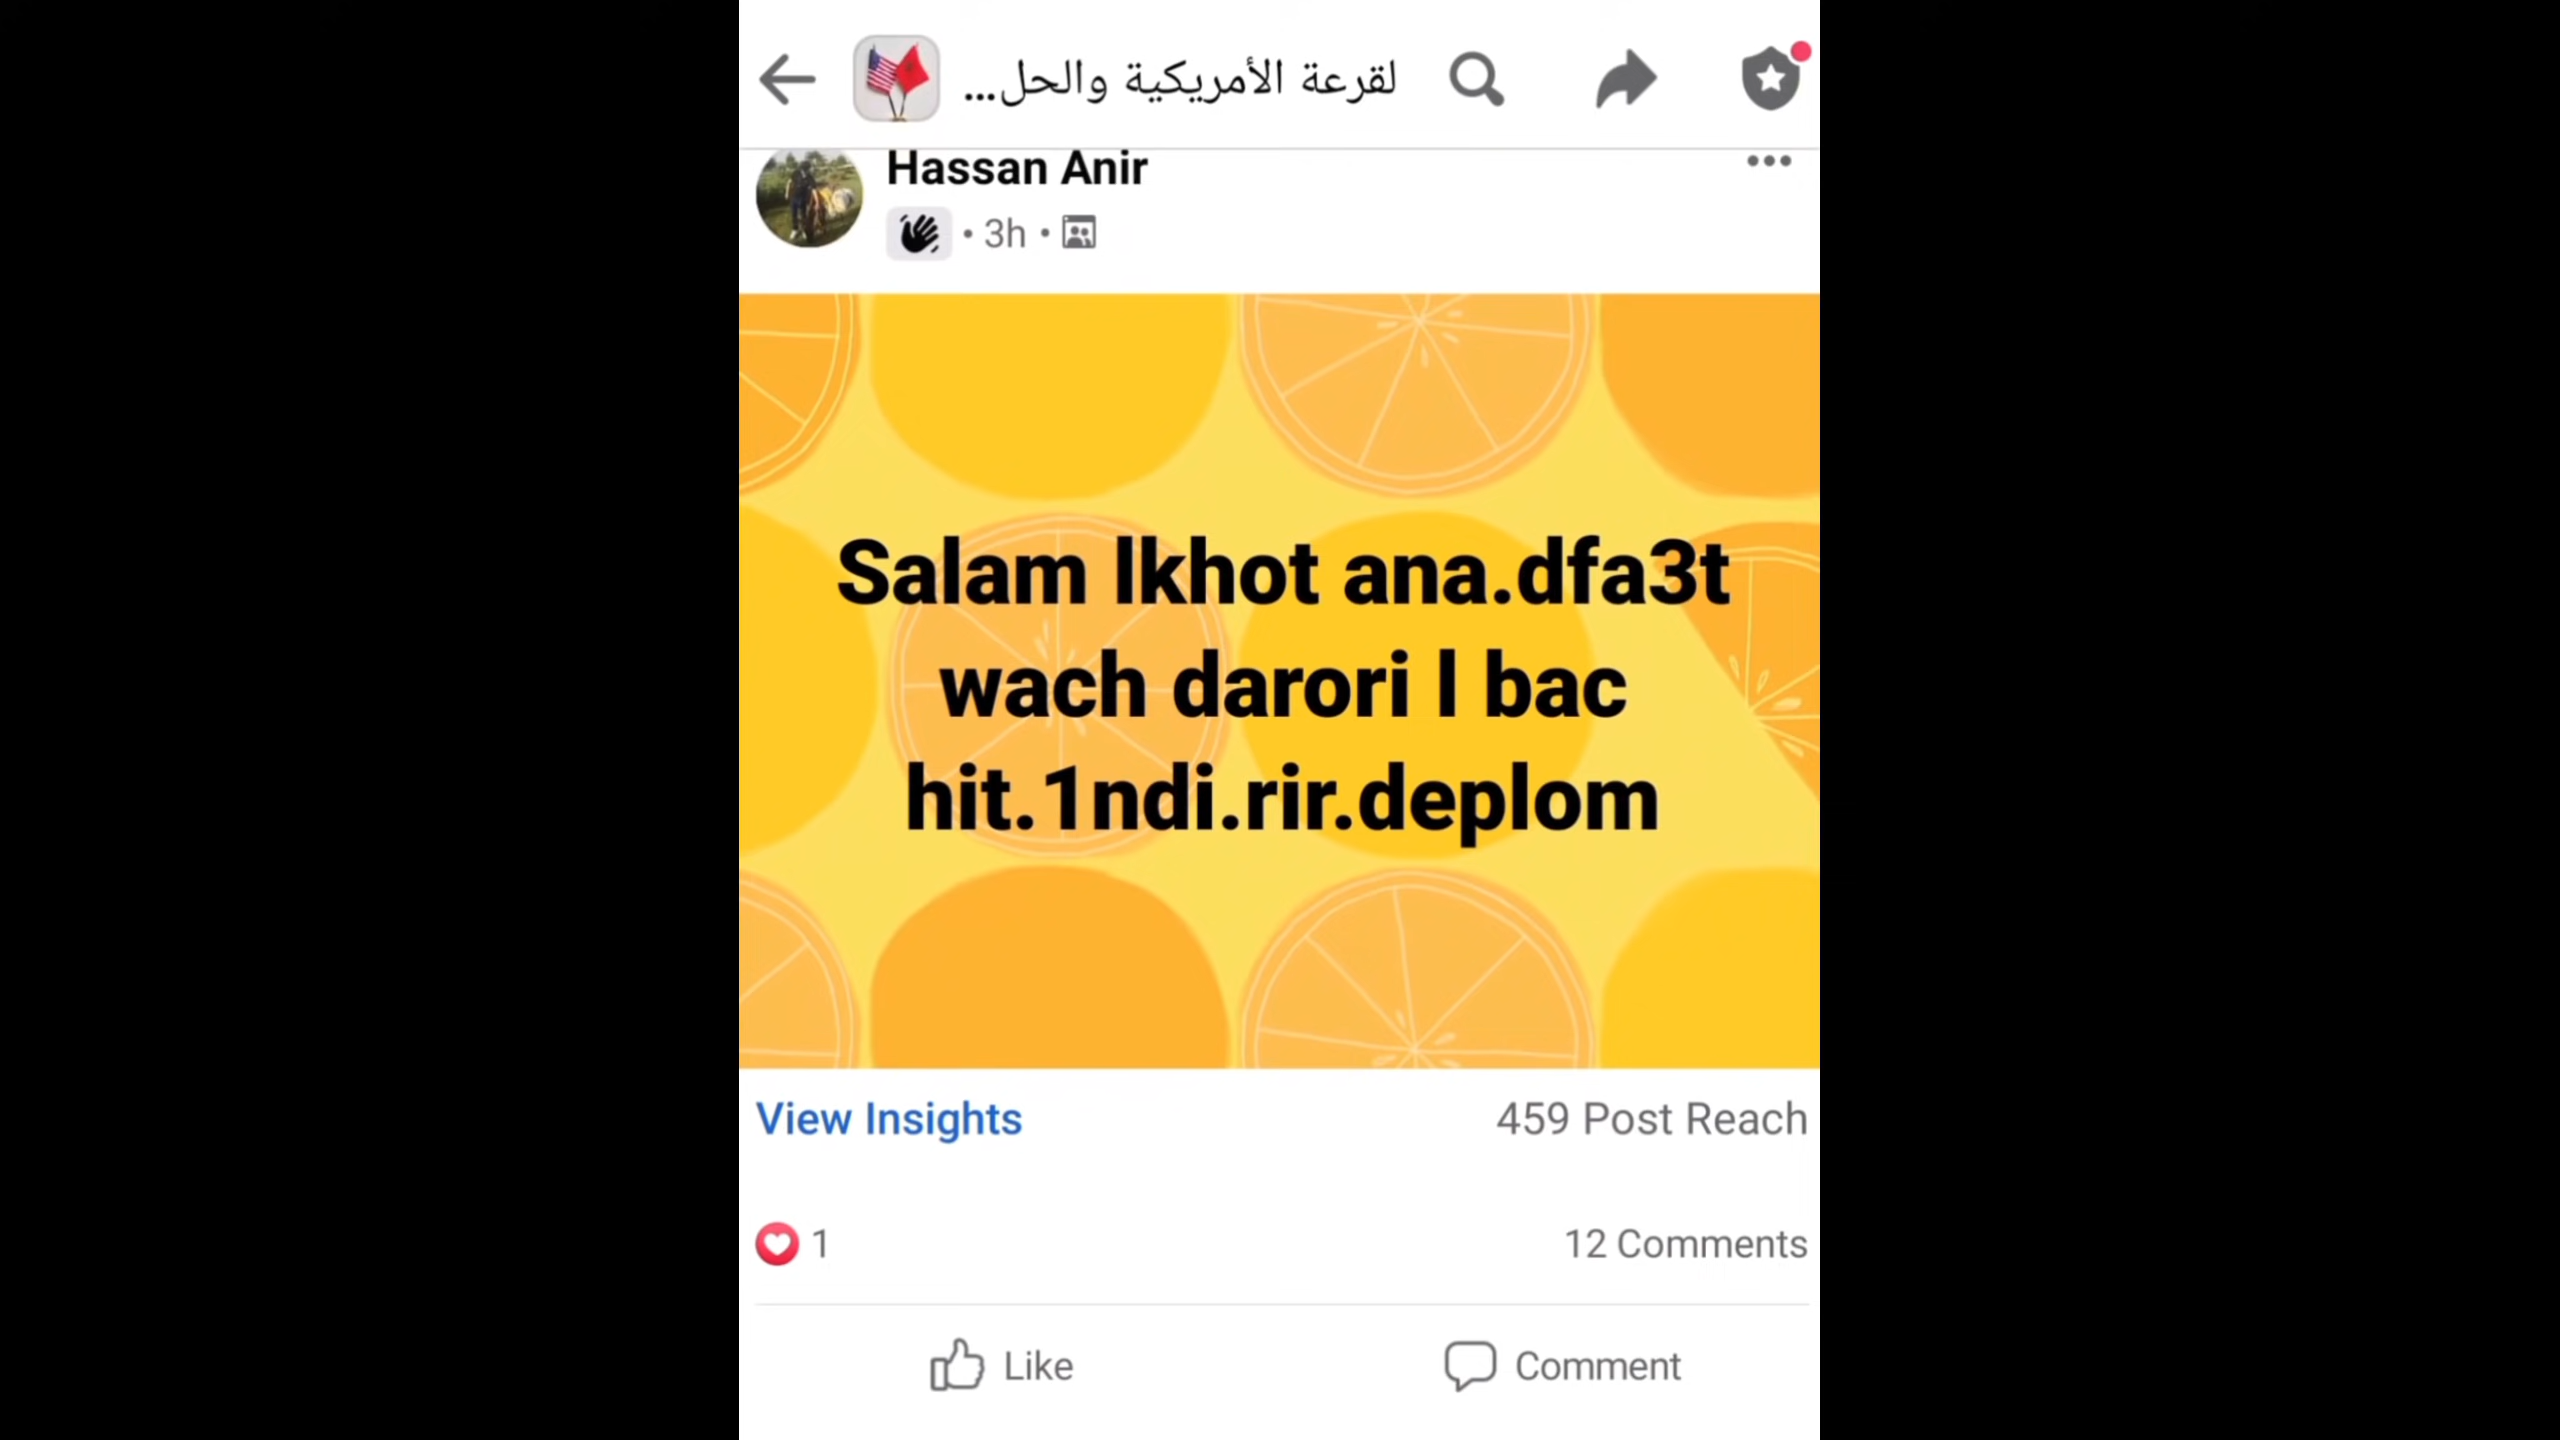 لقرعة الأمريكية والحل...
Hassan Anir
• 3h •
Salam lkhot ana.dfa3t
wach darori l bac
hit.1ndi.rir.deplom
View Insights
459 Post Reach
1
12 Comments
Like
Comment